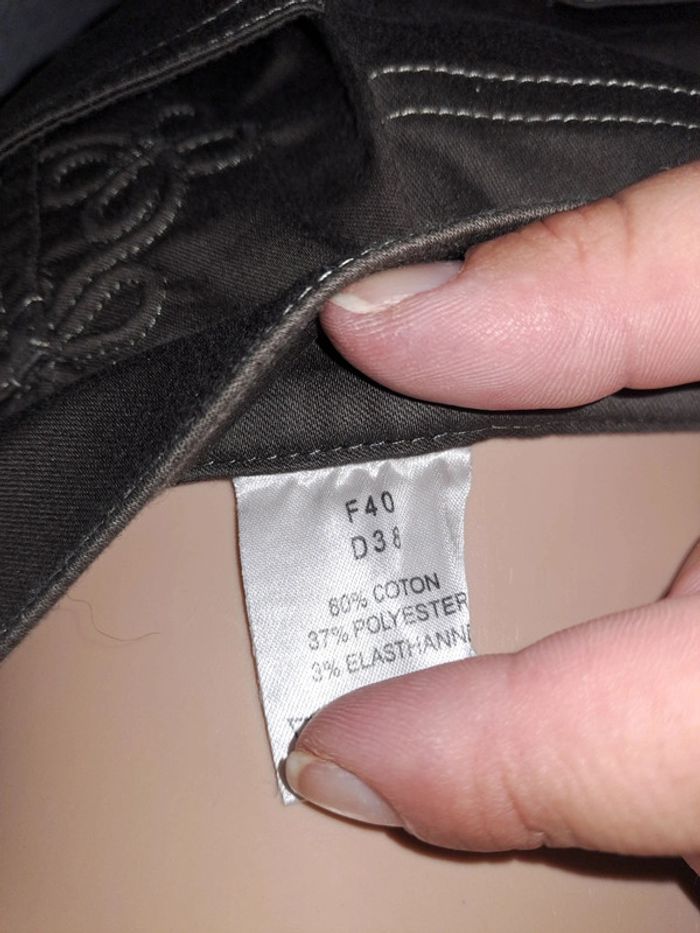 F40
D38
60% COTON
37% POLYESTER
3% ELASTHANNE